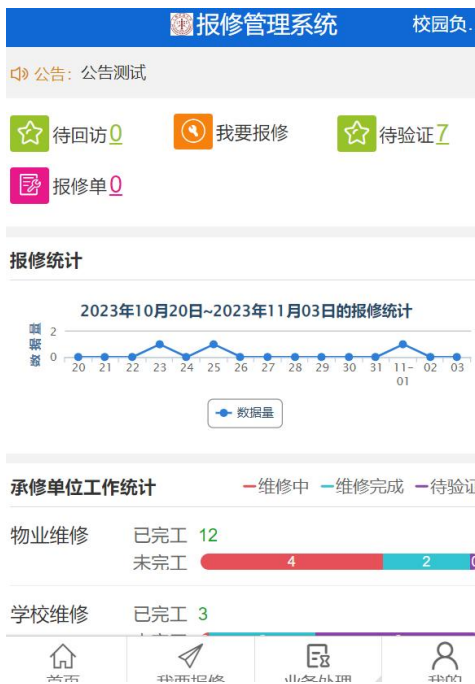 报修管理系统 校园负.
公告：公告测试
待回访0 我要报修 待验证7
报修单0
报修统计
2023年10月20日~2023年11月03日的报修统计
数据量
2
0
20 21 22 23 24 25 26 27 28 29 30 31 11-01 02 03
数据量
承修单位工作统计 维修中 维修完成 待验证
物业维修 已完工 12
未完工 4 2
学校维修 已完工 3
首页 我要报修 业务处理 我的